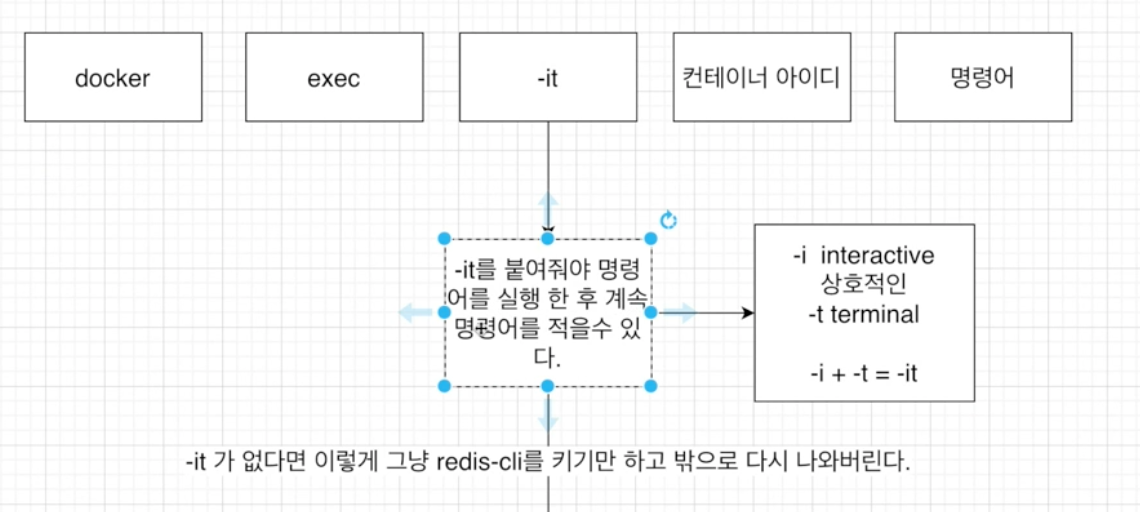 docker
exec
-it
컨테이너 아이디
명령어
-it를 붙여줘야 명령
어를 실행 한 후 계속
명령어를 적을수 있
다.
-i interactive
상호적인
-t terminal
-i + -t = -it
-it 가 없다면 이렇게 그냥 redis-cli를 키기만 하고 밖으로 다시 나와버린다.